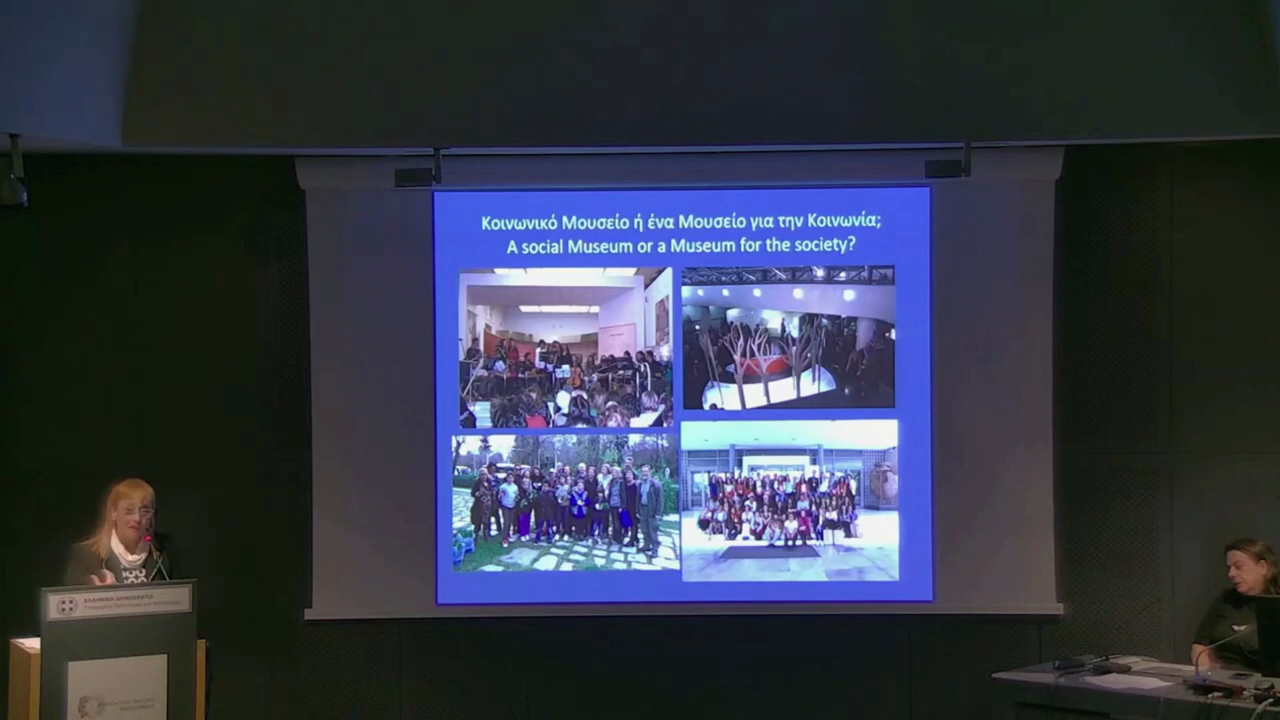 Κοινωνικό Μουσείο ή ένα Μουσείο για την Κοινωνία;
A social Museum or a Museum for the society?
ΕΛΛΗΝΙΚΗ ΔΗΜΟΚΡΑΤΙΑ